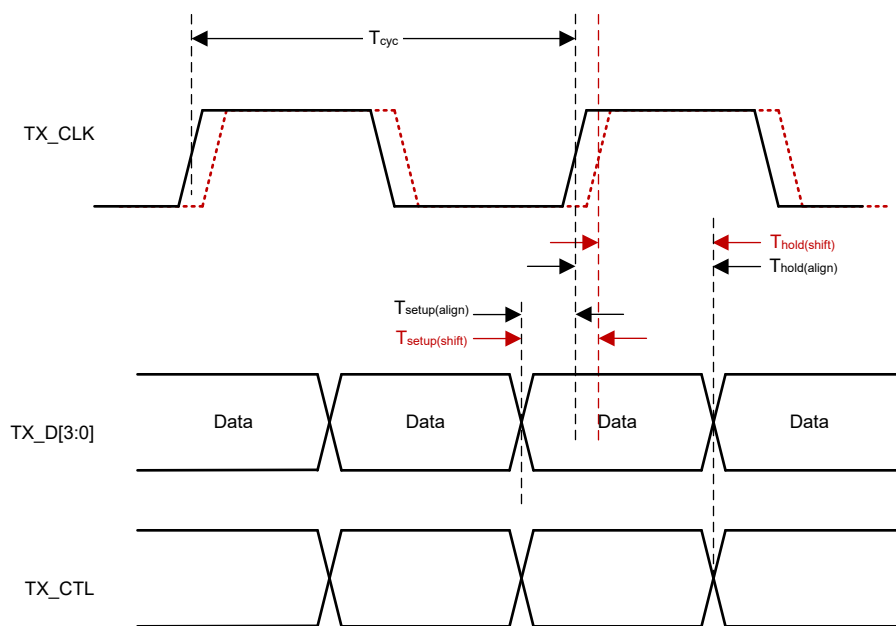 Tcyc
TX_CLK
Thold(shift)
Thold(align)
Tsetup(align)
Tsetup(shift)
TX_D[3:0]
Data Data Data Data
TX_CTL